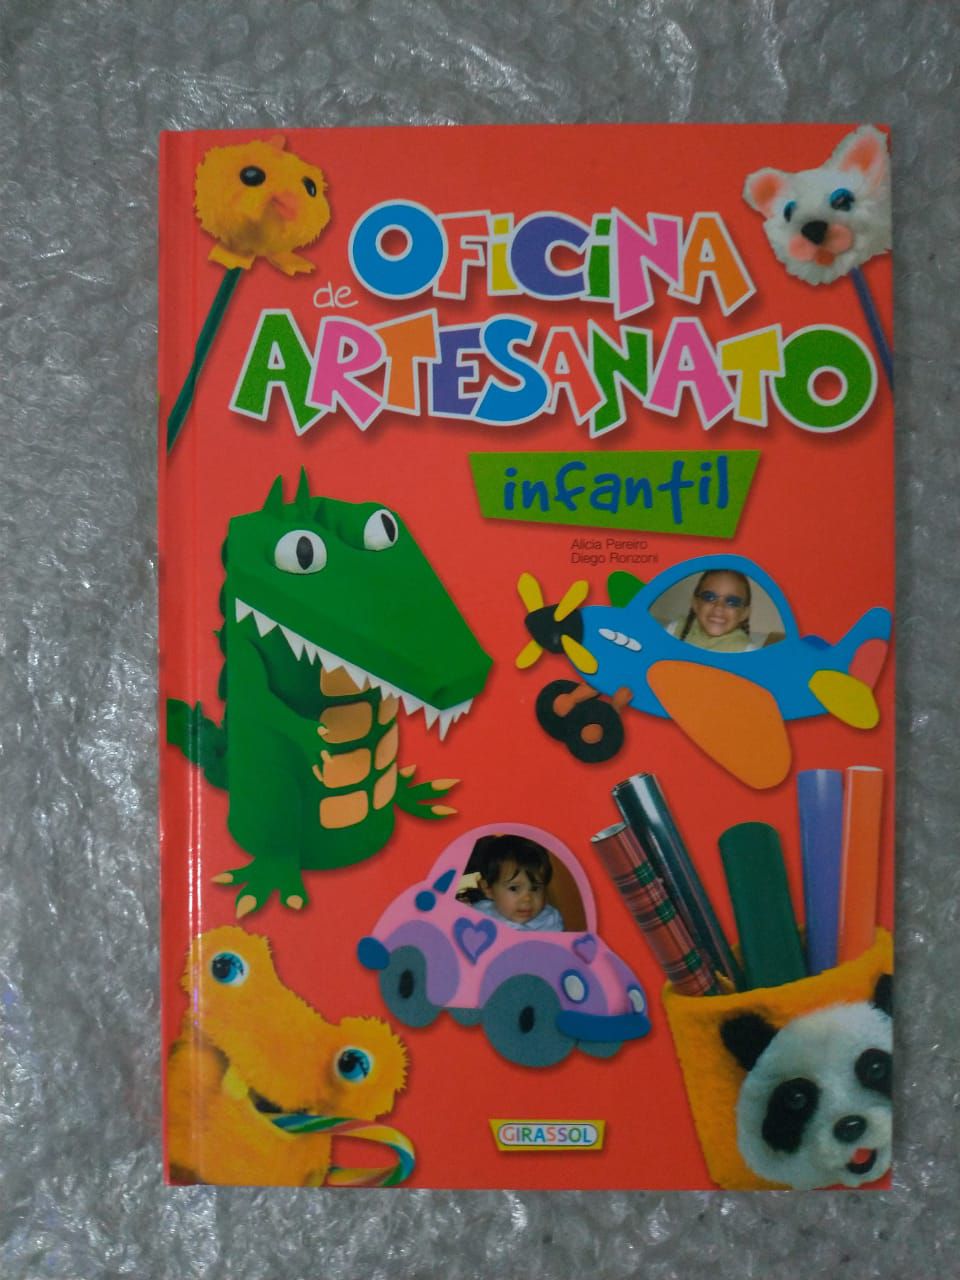 OFICINA
de
ARTESANATO
infantil
Alicia Pereiro
Diego Ronzoni
GIRASSOL